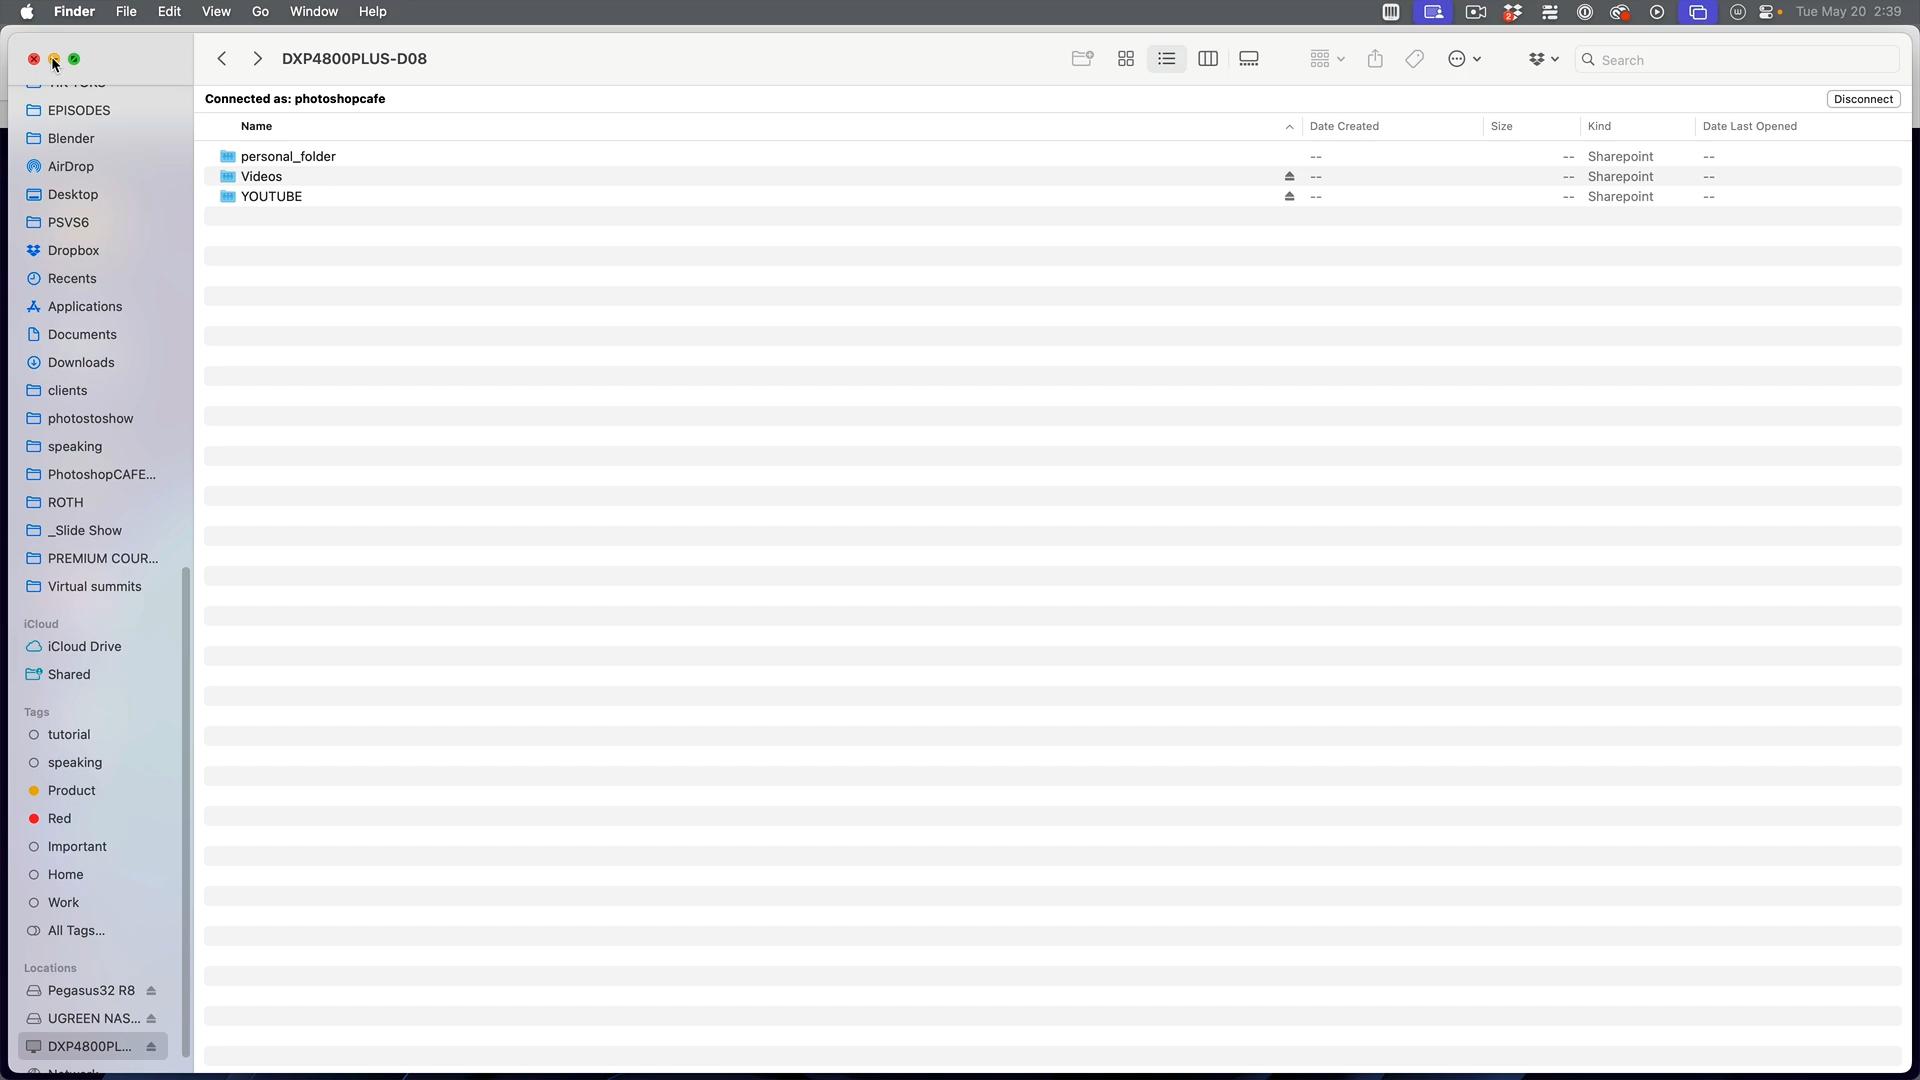 Finder File Edit View Go Window Help
Tue May 20 2:39
DXP4800PLUS-D08
Search
Connected as: photoshopcafe
Disconnect
Name Date Created Size Kind Date Last Opened
personal_folder -- -- Sharepoint --
Videos -- -- Sharepoint --
YOUTUBE -- -- Sharepoint --
EPISODES
Blender
AirDrop
Desktop
PSVS6
Dropbox
Recents
Applications
Documents
Downloads
clients
photostoshow
speaking
PhotoshopCAFE...
ROTH
_Slide Show
PREMIUM COUR...
Virtual summits
iCloud
iCloud Drive
Shared
Tags
tutorial
speaking
Product
Red
Important
Home
Work
All Tags...
Locations
Pegasus32 R8
UGREEN NAS...
DXP4800PL...
Network